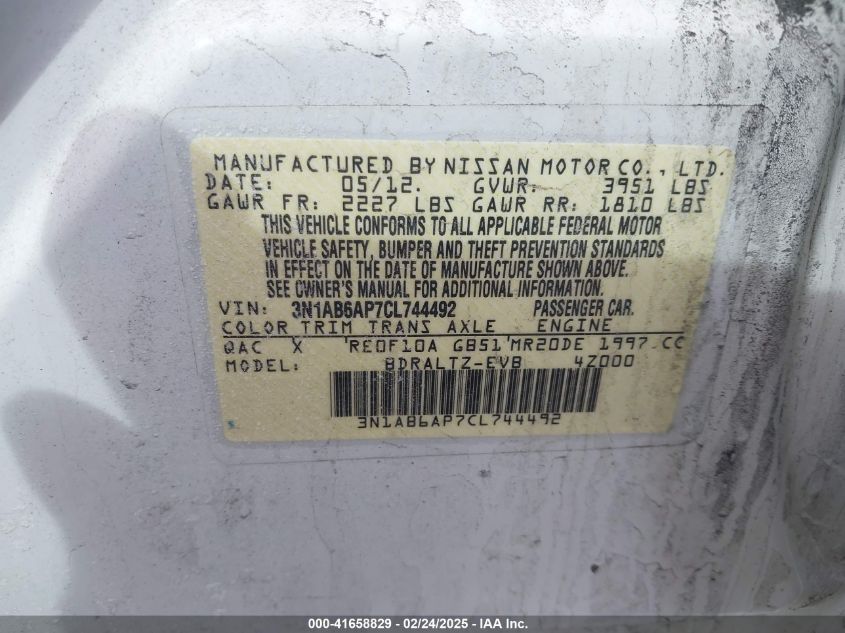 MANUFACTURED BY NISSAN MOTOR CO., LTD.
DATE: 05/12. GVWR: 3951 LBS
GAWR FR: 2227 LBS GAWR RR: 1810 LBS
THIS VEHICLE CONFORMS TO ALL APPLICABLE FEDERAL MOTOR
VEHICLE SAFETY, BUMPER AND THEFT PREVENTION STANDARDS
IN EFFECT ON THE DATE OF MANUFACTURE SHOWN ABOVE.
SEE OWNER'S MANUAL FOR ADDITIONAL INFORMATION.
VIN: 3N1AB6AP7CL744492 PASSENGER CAR.
COLOR TRIM TRANS AXLE ENGINE
QAC X 'RE0F10A GB51'MR20DE 1997 CC
MODEL: BDRALTZ-EVB 4Z000
3N1AB6AP7CL744492
000-41658829 - 02/24/2025 - IAA Inc.